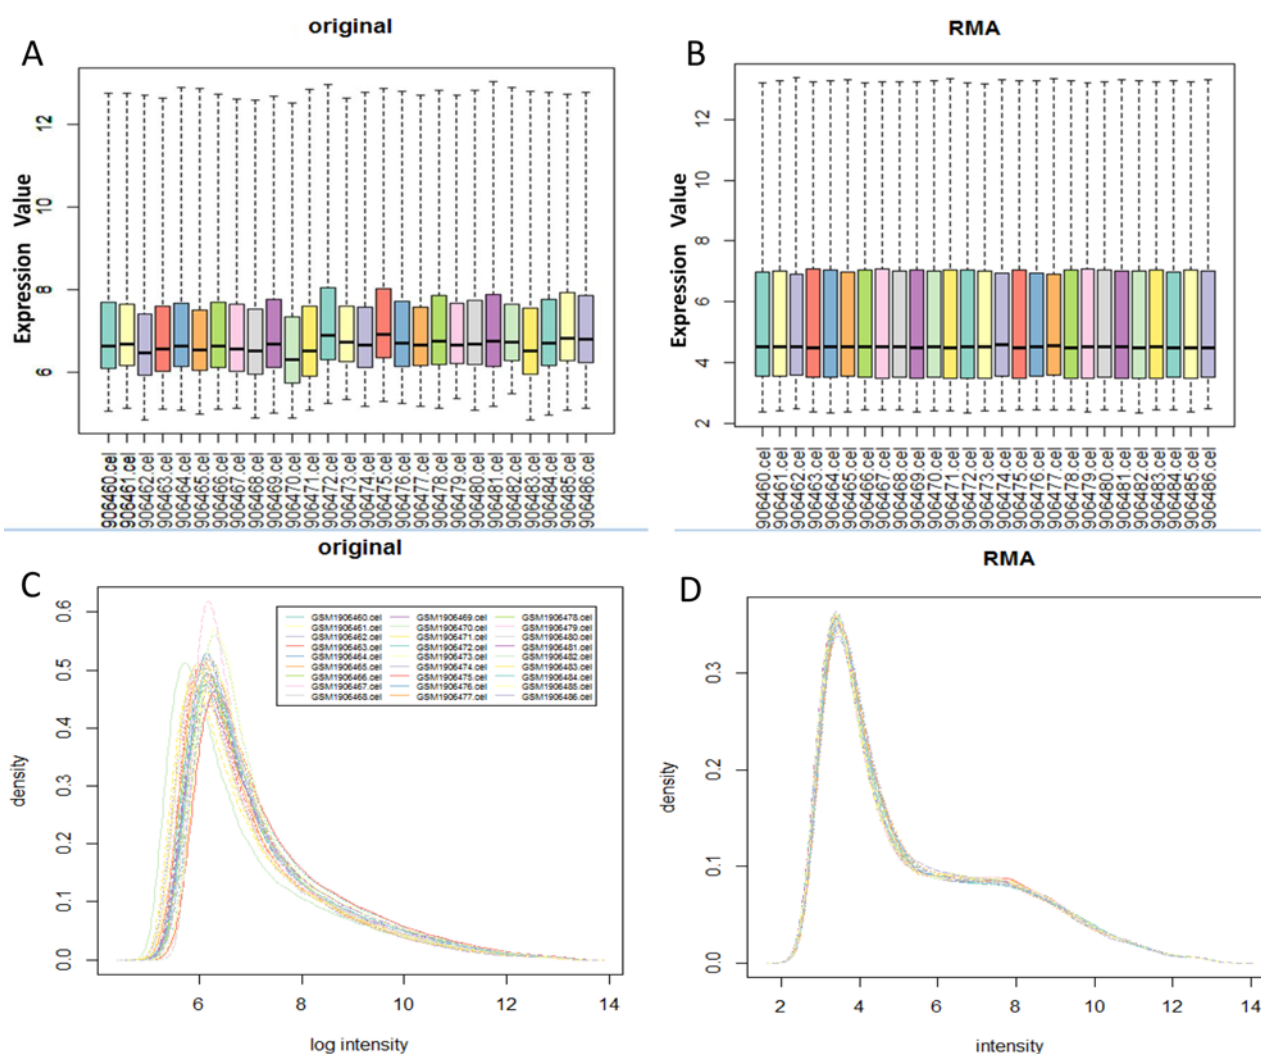 original
A
Expression Value
12
10
8
6
906460.cel
906461.cel
906462.cel
906463.cel
906464.cel
906465.cel
906466.cel
906467.cel
906468.cel
906469.cel
906470.cel
906471.cel
906472.cel
906473.cel
906474.cel
906475.cel
906476.cel
906477.cel
906478.cel
906479.cel
906480.cel
906481.cel
906482.cel
906483.cel
906484.cel
906485.cel
906486.cel
RMA
B
Expression Value
12
10
8
6
4
2
906460.cel
906461.cel
906462.cel
906463.cel
906464.cel
906465.cel
906466.cel
906467.cel
906468.cel
906469.cel
906470.cel
906471.cel
906472.cel
906473.cel
906474.cel
906475.cel
906476.cel
906477.cel
906478.cel
906479.cel
906480.cel
906481.cel
906482.cel
906483.cel
906484.cel
906485.cel
906486.cel
original
C
density
0.6
0.5
0.4
0.3
0.2
0.1
0.0
GSM1906460.cel GSM1906469.cel GSM1906478.cel
GSM1906461.cel GSM1906470.cel GSM1906479.cel
GSM1906462.cel GSM1906471.cel GSM1906480.cel
GSM1906463.cel GSM1906472.cel GSM1906481.cel
GSM1906464.cel GSM1906473.cel GSM1906482.cel
GSM1906465.cel GSM1906474.cel GSM1906483.cel
GSM1906466.cel GSM1906475.cel GSM1906484.cel
GSM1906467.cel GSM1906476.cel GSM1906485.cel
GSM1906468.cel GSM1906477.cel GSM1906486.cel
6 8 10 12 14
log intensity
RMA
D
density
0.3
0.2
0.1
0.0
2 4 6 8 10 12 14
intensity